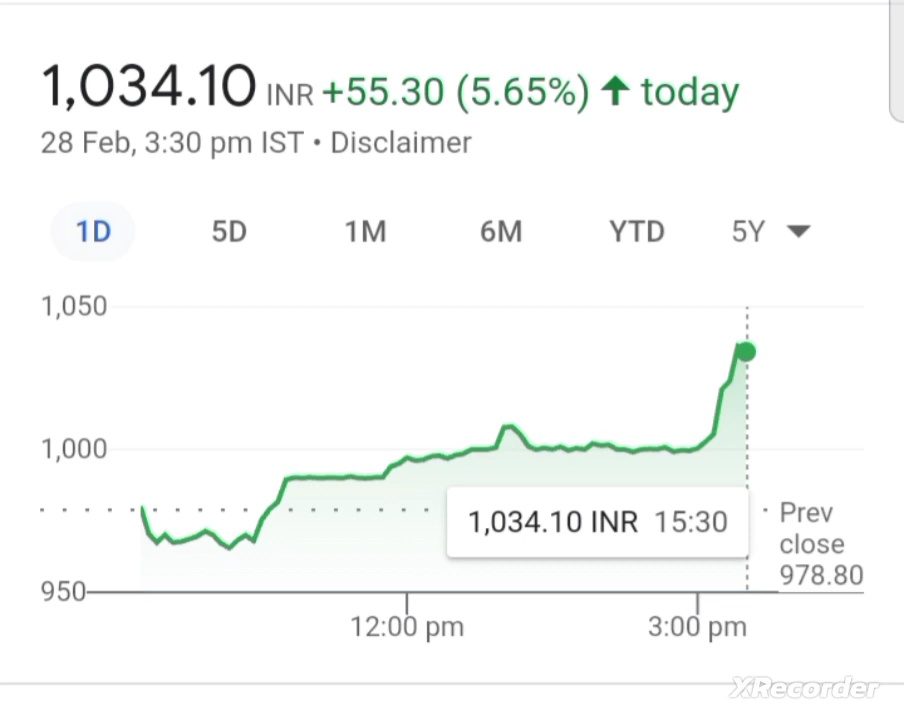 1,034.10 INR +55.30 (5.65%) ↑ today
28 Feb, 3:30 pm IST • Disclaimer
1D 5D 1M 6M YTD 5Y
1,050
1,000
950
1,034.10 INR 15:30
Prev
close
978.80
12:00 pm 3:00 pm
XRecorder